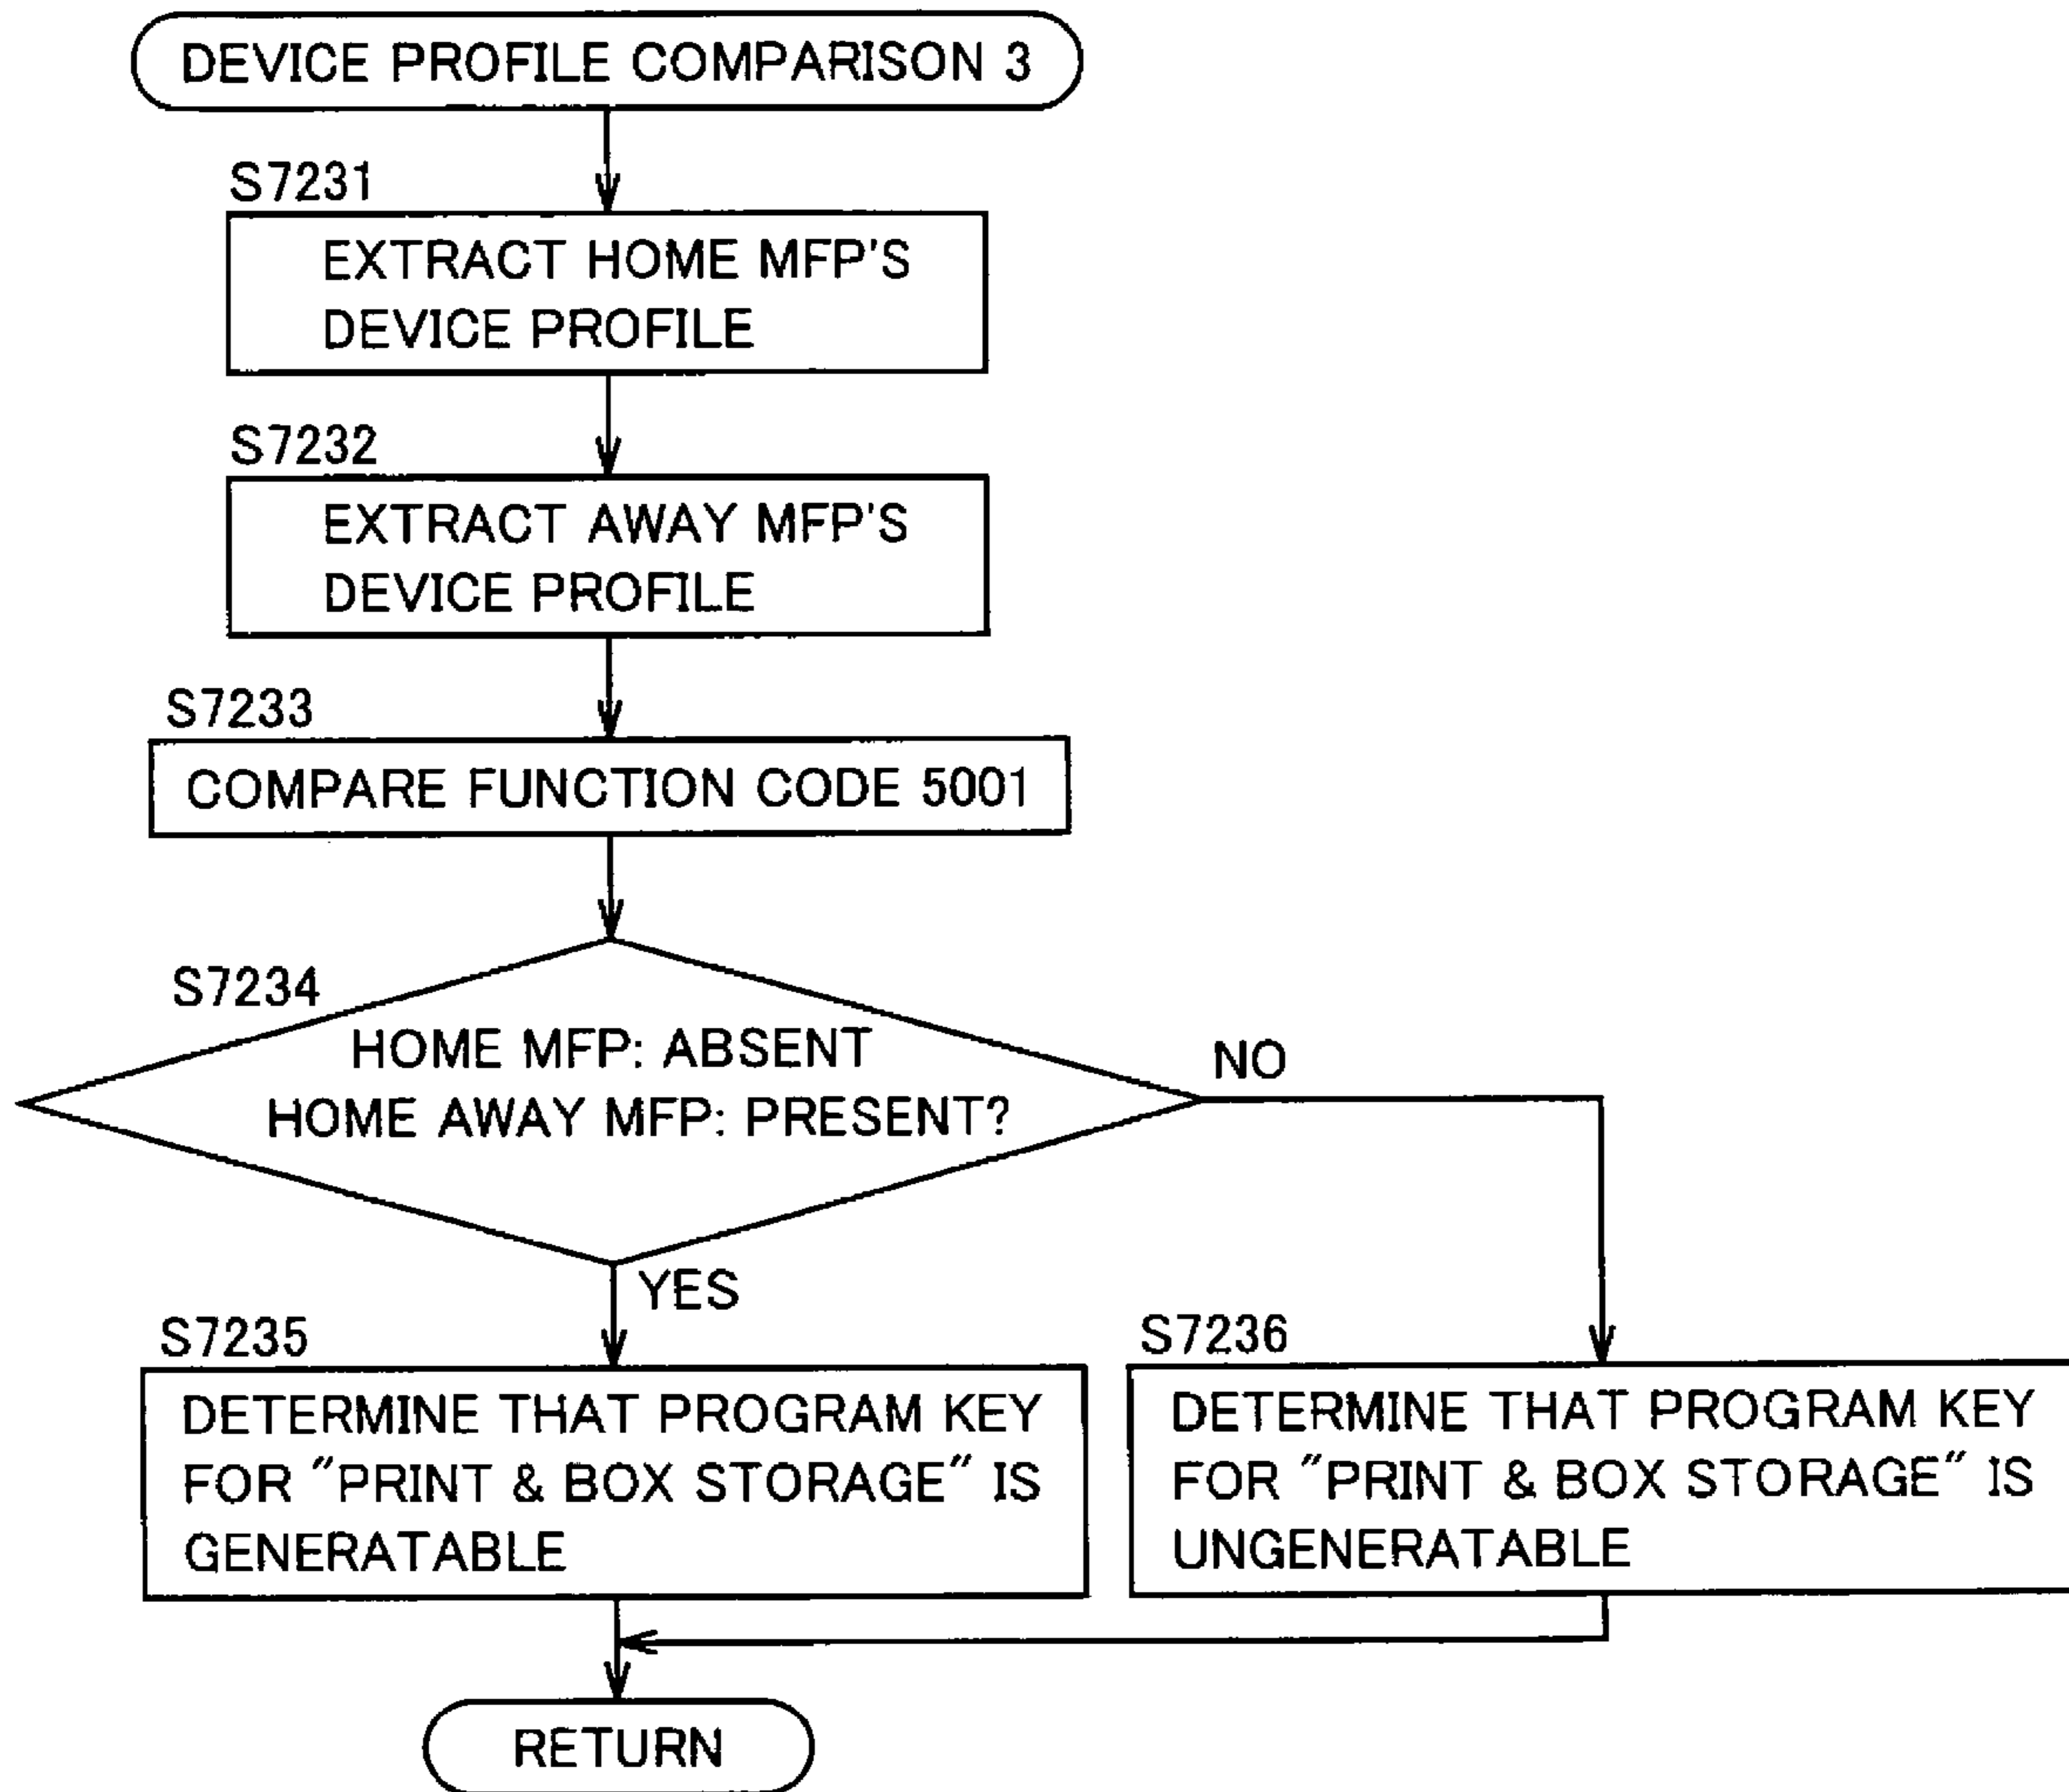 DEVICE PROFILE COMPARISON 3
S7231
EXTRACT HOME MFP'S
DEVICE PROFILE
S7232
EXTRACT AWAY MFP'S
DEVICE PROFILE
S7233
COMPARE FUNCTION CODE 5001
S7234
HOME MFP: ABSENT
HOME AWAY MFP: PRESENT?
NO
YES
S7235
DETERMINE THAT PROGRAM KEY
FOR "PRINT & BOX STORAGE" IS
GENERATABLE
S7236
DETERMINE THAT PROGRAM KEY
FOR "PRINT & BOX STORAGE" IS
UNGENERATABLE
RETURN